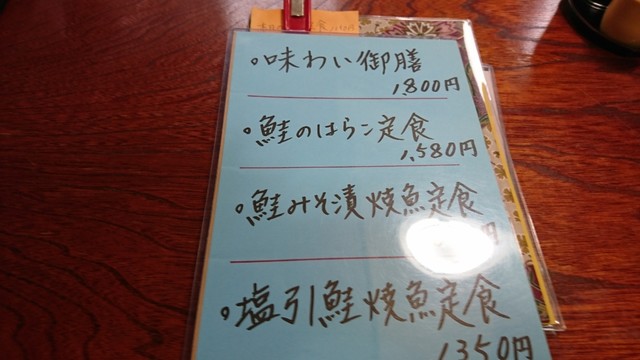 。味わい御膳
1,800円
。鮭のはらこ定食
1,580円
。鮭みそ漬焼魚定食
円
。塩引鮭焼魚定食
1350円